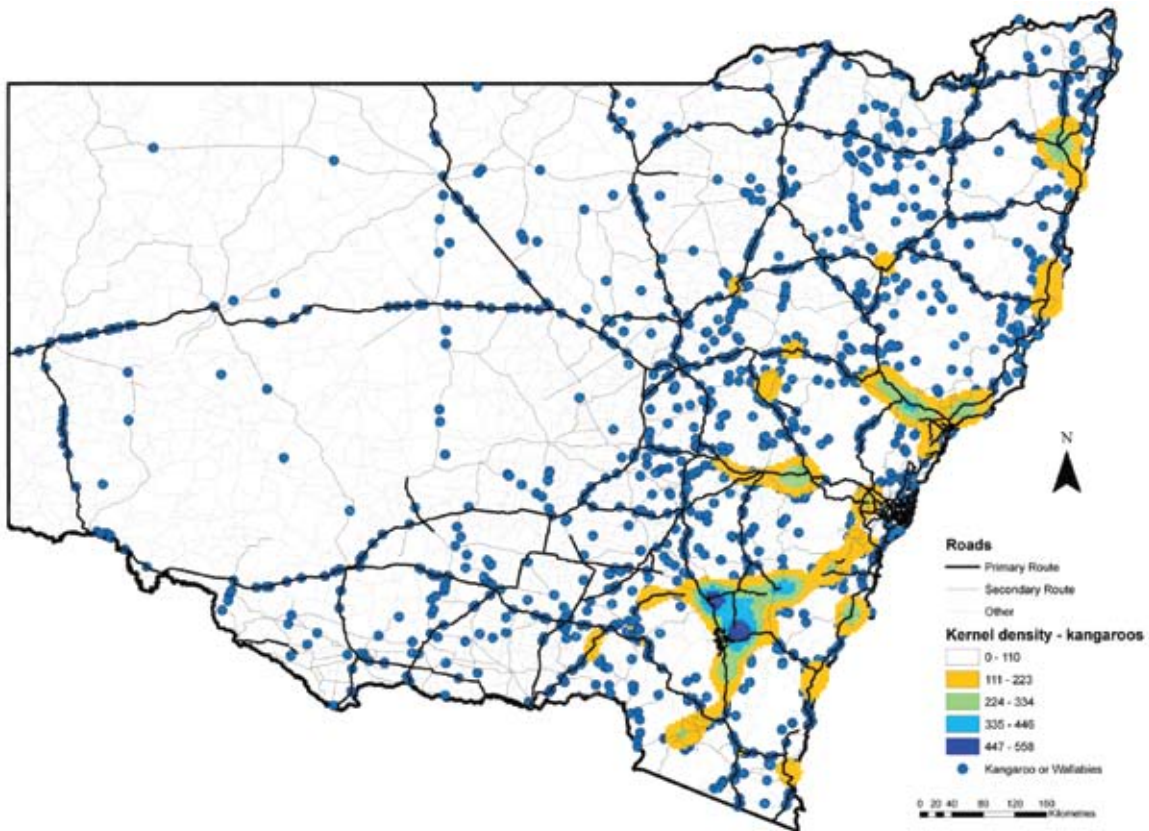 N
Roads
Primary Route
Secondary Route
Other
Kernel density - kangaroos
0 - 110
111 - 223
224 - 334
335 - 446
447 - 558
Kangaroo or Wallabies
0 20 40 80 120 160
Kilometres